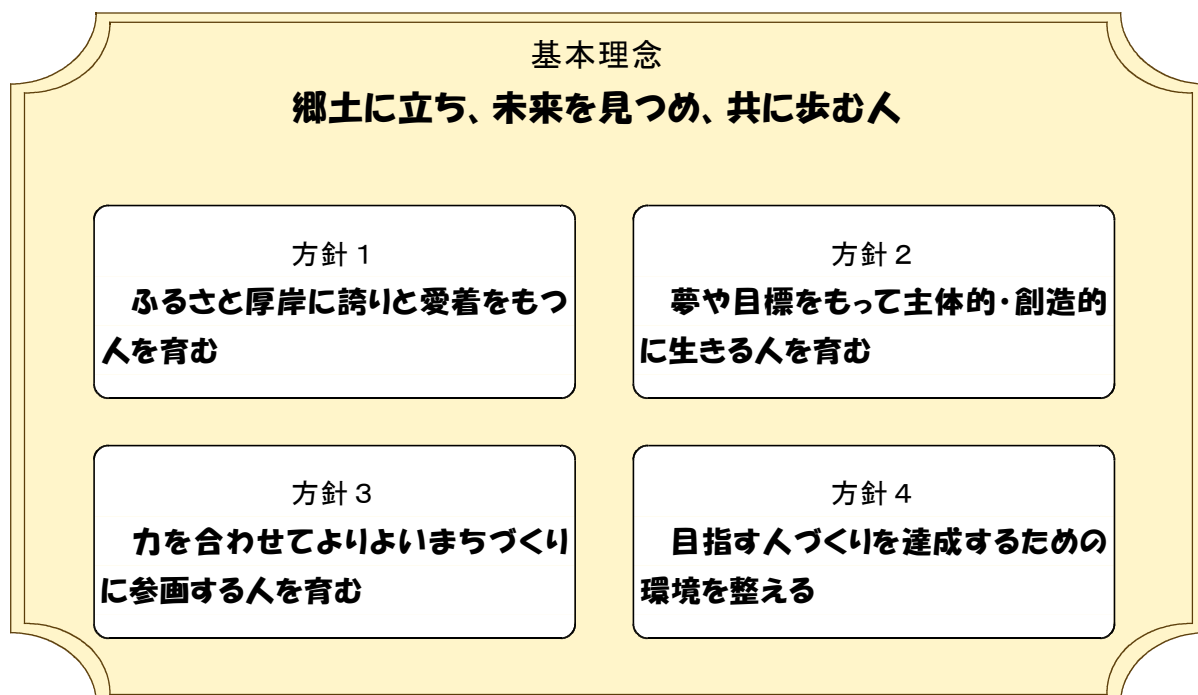 基本理念
郷土に立ち、未来を見つめ、共に歩む人
方針１
ふるさと厚岸に誇りと愛着をもつ
人を育む
方針２
夢や目標をもって主体的・創造的
に生きる人を育む
方針３
力を合わせてよりよいまちづくり
に参画する人を育む
方針４
目指す人づくりを達成するための
環境を整える